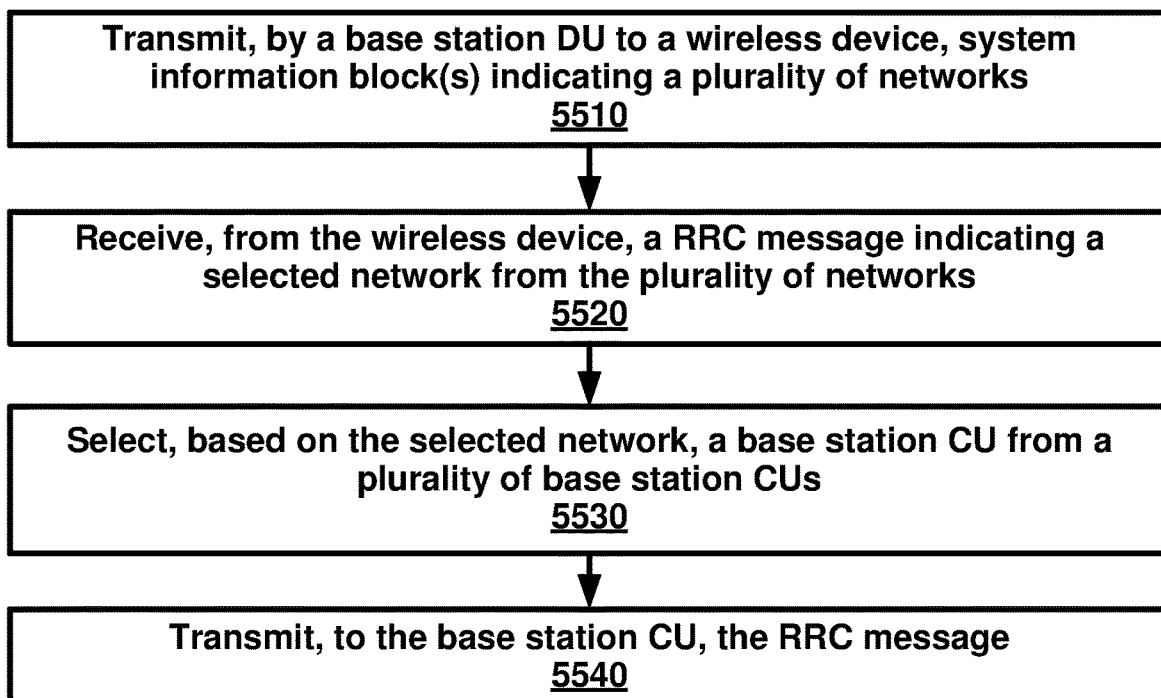 Transmit, by a base station DU to a wireless device, system
information block(s) indicating a plurality of networks
5510
Receive, from the wireless device, a RRC message indicating a
selected network from the plurality of networks
5520
Select, based on the selected network, a base station CU from a
plurality of base station CUs
5530
Transmit, to the base station CU, the RRC message
5540